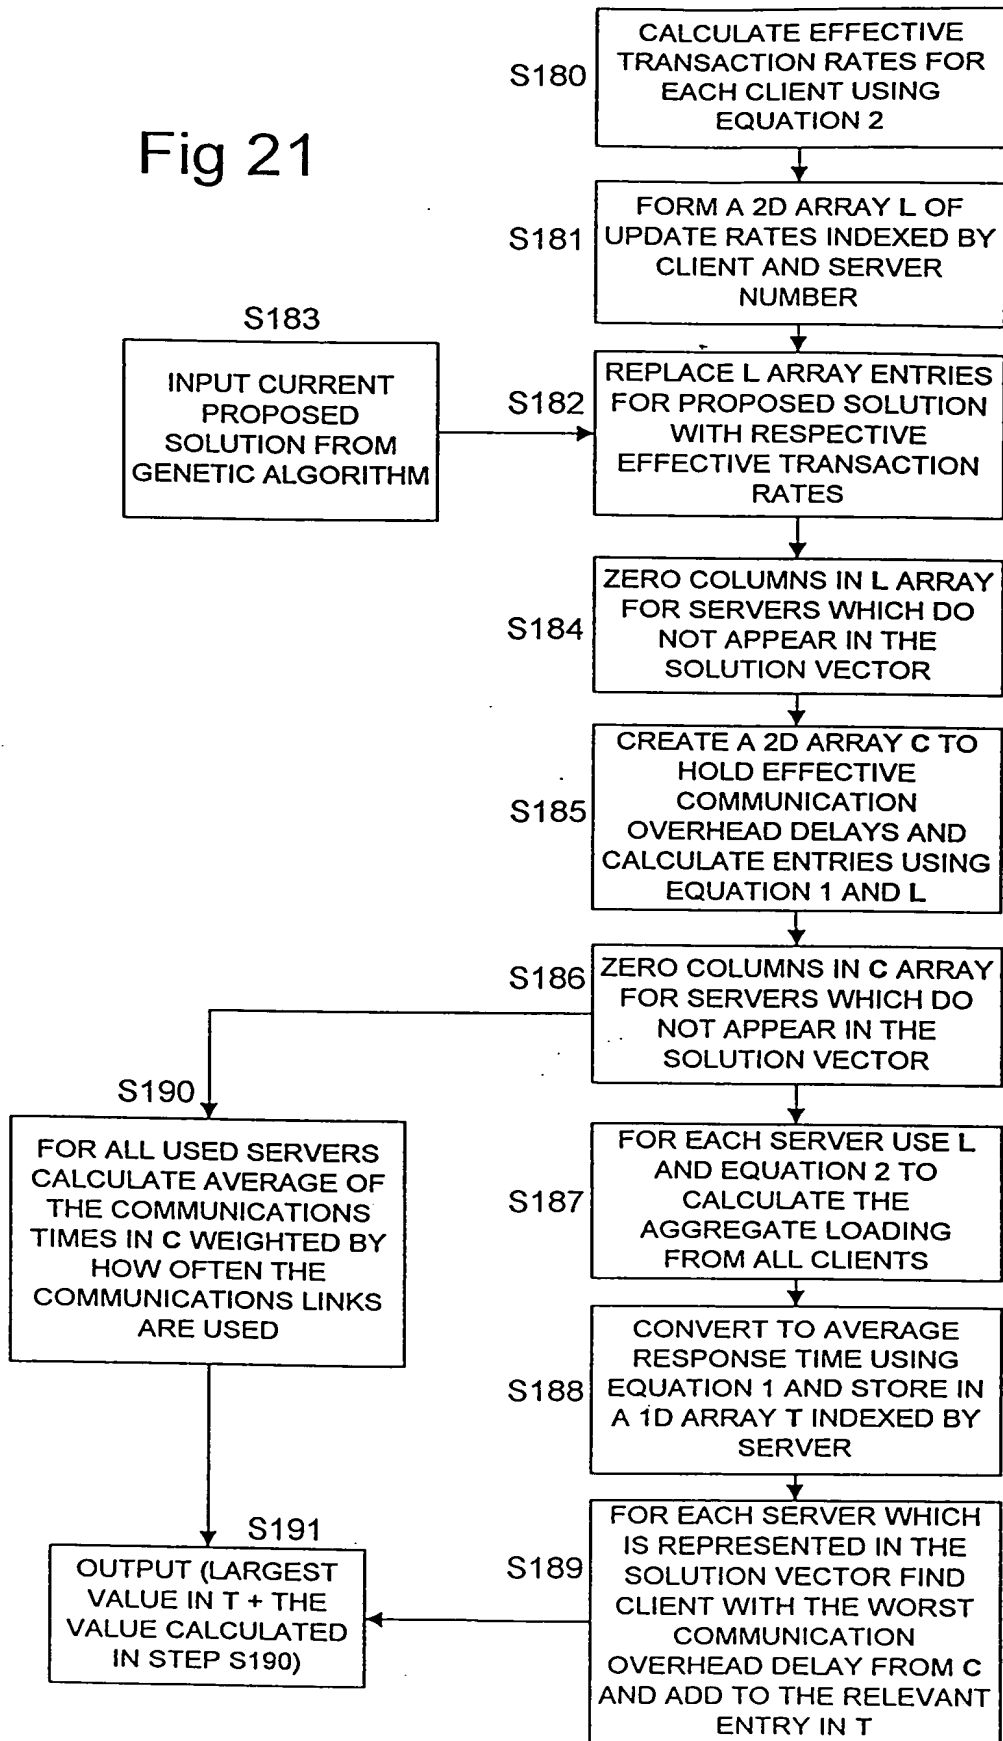 Fig 21
S180
CALCULATE EFFECTIVE
TRANSACTION RATES FOR
EACH CLIENT USING
EQUATION 2
S181
FORM A 2D ARRAY L OF
UPDATE RATES INDEXED BY
CLIENT AND SERVER
NUMBER
S183
INPUT CURRENT
PROPOSED
SOLUTION FROM
GENETIC ALGORITHM
S182
REPLACE L ARRAY ENTRIES
FOR PROPOSED SOLUTION
WITH RESPECTIVE
EFFECTIVE TRANSACTION
RATES
S184
ZERO COLUMNS IN L ARRAY
FOR SERVERS WHICH DO
NOT APPEAR IN THE
SOLUTION VECTOR
S185
CREATE A 2D ARRAY C TO
HOLD EFFECTIVE
COMMUNICATION
OVERHEAD DELAYS AND
CALCULATE ENTRIES USING
EQUATION 1 AND L
S186
ZERO COLUMNS IN C ARRAY
FOR SERVERS WHICH DO
NOT APPEAR IN THE
SOLUTION VECTOR
S190
FOR ALL USED SERVERS
CALCULATE AVERAGE OF
THE COMMUNICATIONS
TIMES IN C WEIGHTED BY
HOW OFTEN THE
COMMUNICATIONS LINKS
ARE USED
S187
FOR EACH SERVER USE L
AND EQUATION 2 TO
CALCULATE THE
AGGREGATE LOADING
FROM ALL CLIENTS
S188
CONVERT TO AVERAGE
RESPONSE TIME USING
EQUATION 1 AND STORE IN
A 1D ARRAY T INDEXED BY
SERVER
S189
FOR EACH SERVER WHICH
IS REPRESENTED IN THE
SOLUTION VECTOR FIND
CLIENT WITH THE WORST
COMMUNICATION
OVERHEAD DELAY FROM C
AND ADD TO THE RELEVANT
ENTRY IN T
S191
OUTPUT (LARGEST
VALUE IN T + THE
VALUE CALCULATED
IN STEP S190)